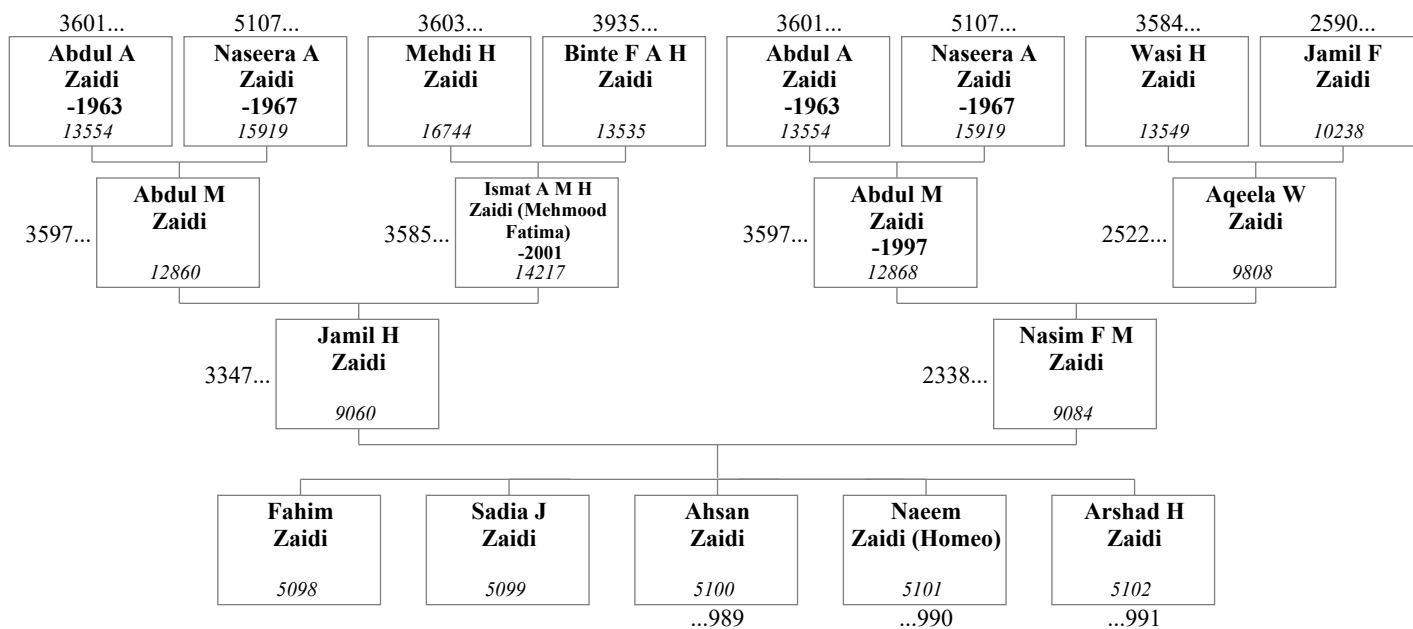 3601...
5107...
3603...
3935...
3601...
5107...
3584...
2590...
Abdul A
Zaidi
-1963
13554
Naseera A
Zaidi
-1967
15919
Mehdi H
Zaidi
16744
Binte F A H
Zaidi
13535
Abdul A
Zaidi
-1963
13554
Naseera A
Zaidi
-1967
15919
Wasi H
Zaidi
13549
Jamil F
Zaidi
10238
3597...
Abdul M
Zaidi
12860
3585...
Ismat A M H
Zaidi (Mehmood
Fatima)
-2001
14217
3597...
Abdul M
Zaidi
-1997
12868
2522...
Aqeela W
Zaidi
9808
3347...
Jamil H
Zaidi
9060
2338...
Nasim F M
Zaidi
9084
Fahim
Zaidi
5098
Sadia J
Zaidi
5099
Ahsan
Zaidi
5100
...989
Naeem
Zaidi (Homeo)
5101
...990
Arshad H
Zaidi
5102
...991